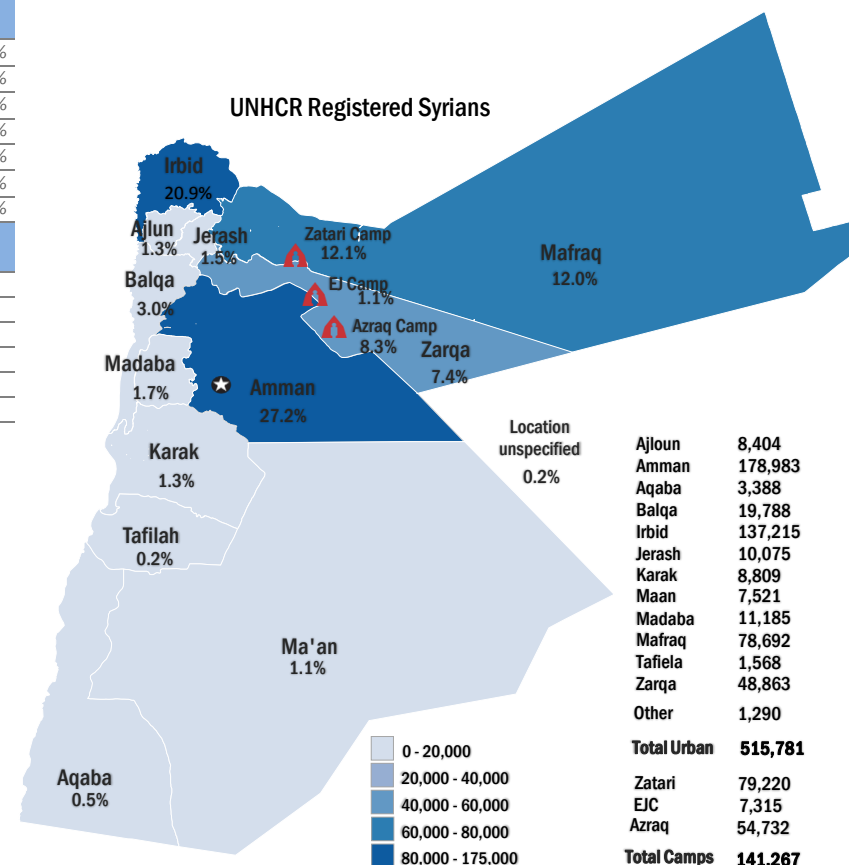 %
%
%
%
%
%
%
UNHCR Registered Syrians
Irbid
20.9%
Ajlun
1.3%
Jerash
1.5%
Zatari Camp
12.1%
Mafraq
12.0%
Balqa
3.0%
EJ Camp
1.1%
Azraq Camp
8.3%
Zarqa
7.4%
Madaba
1.7%
Amman
27.2%
Karak
1.3%
Location
unspecified
0.2%
Tafilah
0.2%
Ma'an
1.1%
Aqaba
0.5%
0 - 20,000
20,000 - 40,000
40,000 - 60,000
60,000 - 80,000
80,000 - 175,000
Ajloun 8,404
Amman 178,983
Aqaba 3,388
Balqa 19,788
Irbid 137,215
Jerash 10,075
Karak 8,809
Maan 7,521
Madaba 11,185
Mafraq 78,692
Tafiela 1,568
Zarqa 48,863
Other 1,290
Total Urban 515,781
Zatari 79,220
EJC 7,315
Azraq 54,732
Total Camps 141,267